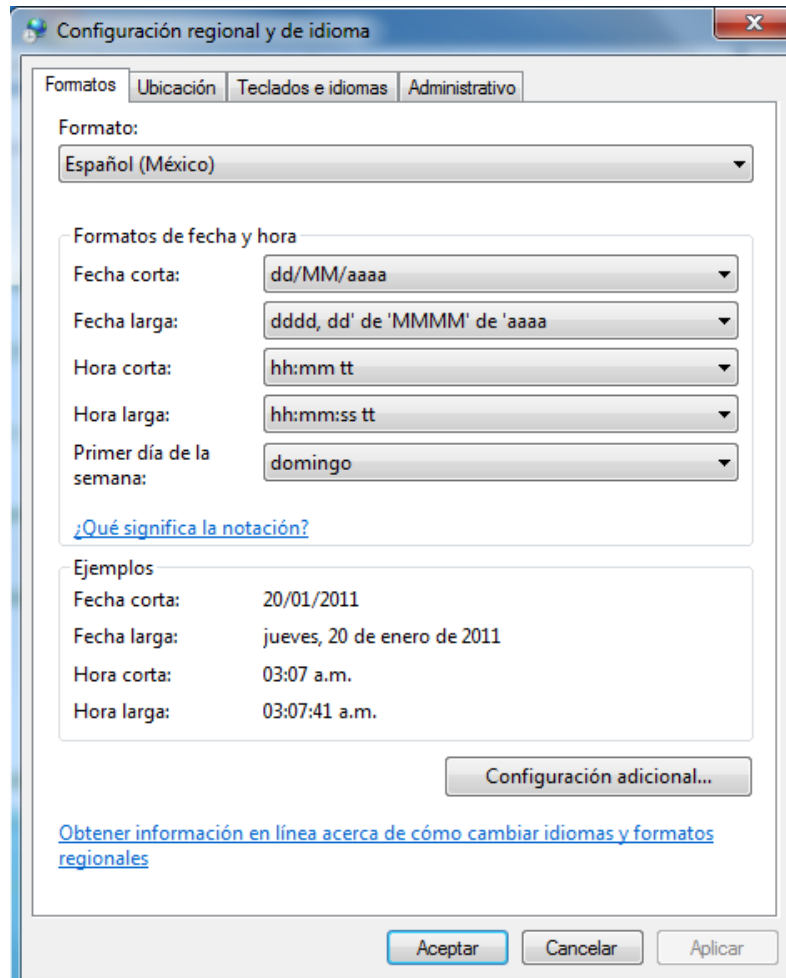 Configuración regional y de idioma
Formatos Ubicación Teclados e idiomas Administrativo
Formato:
Español (México)
Formatos de fecha y hora
Fecha corta: dd/MM/aaaa
Fecha larga: dddd, dd' de 'MMMM' de 'aaaa
Hora corta: hh:mm tt
Hora larga: hh:mm:ss tt
Primer día de la
semana: domingo
¿Qué significa la notación?
Ejemplos
Fecha corta: 20/01/2011
Fecha larga: jueves, 20 de enero de 2011
Hora corta: 03:07 a.m.
Hora larga: 03:07:41 a.m.
Configuración adicional...
Obtener información en línea acerca de cómo cambiar idiomas y formatos
regionales
Aceptar Cancelar Aplicar